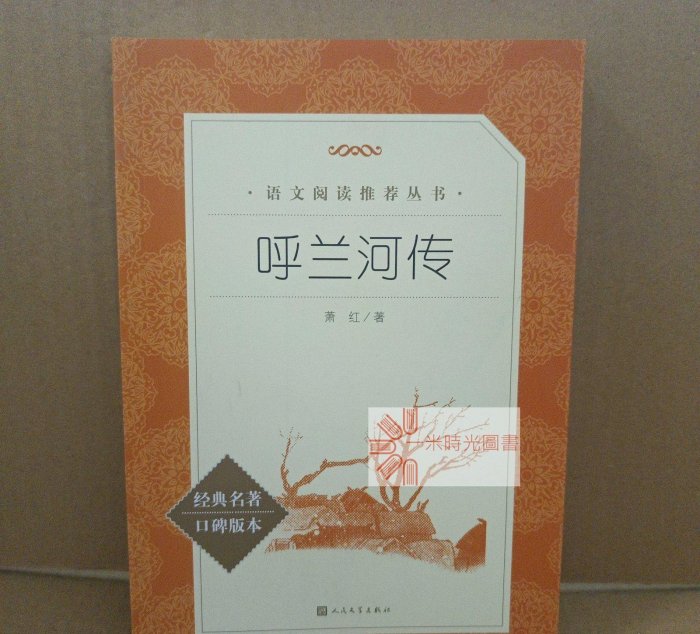 ·语文阅读推荐丛书·
呼兰河传
萧 红/著
一米時光圖書
经典名著
口碑版本
人民文学出版社